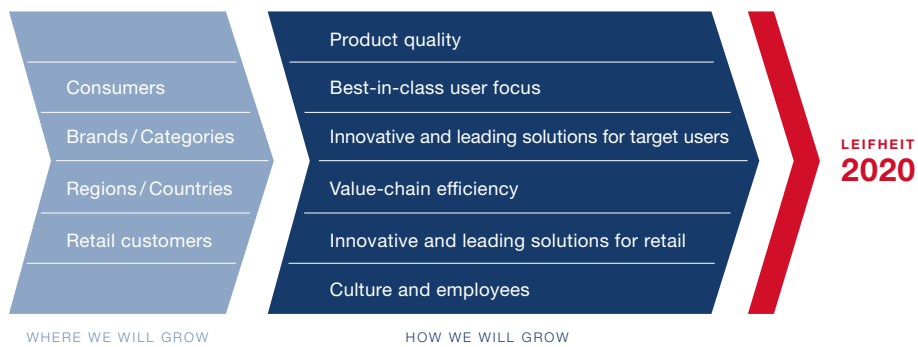 Consumers
Brands / Categories
Regions / Countries
Retail customers
WHERE WE WILL GROW
Product quality
Best-in-class user focus
Innovative and leading solutions for target users
Value-chain efficiency
Innovative and leading solutions for retail
Culture and employees
HOW WE WILL GROW
LEIFHEIT
2020